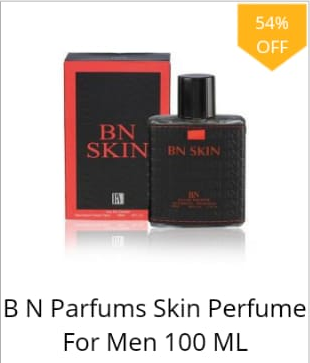 54%
OFF
BN
SKIN
BN SKIN
BN
B N Parfums Skin Perfume
For Men 100 ML